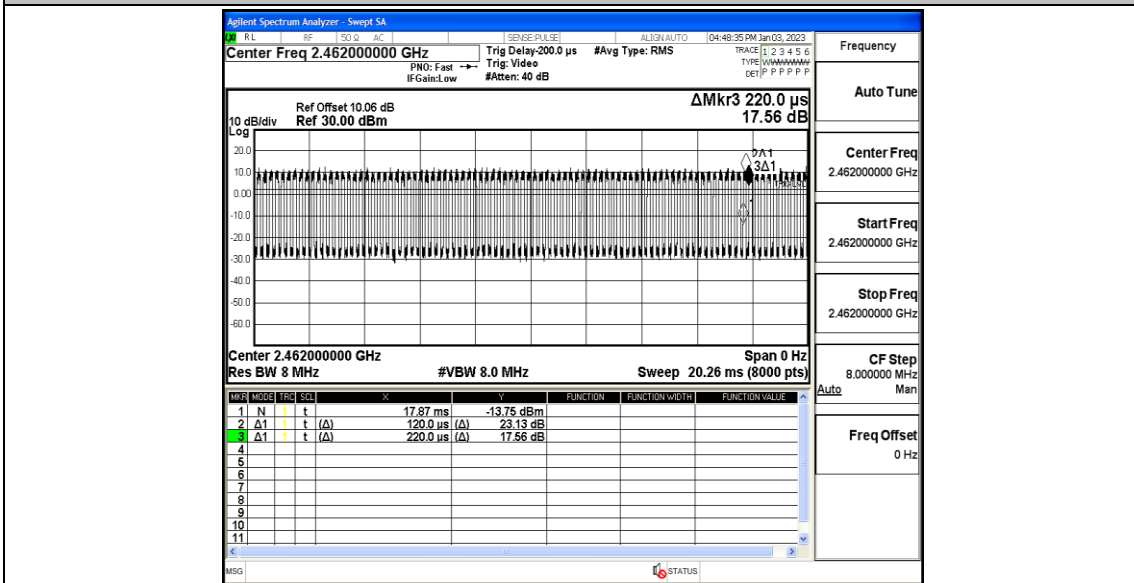 Agilent Spectrum Analyzer - Swept SA
LXI RL RF 50 Ω AC SENSE:PULSE ALIGN AUTO 04:48:35 PM Jan 03, 2023
Center Freq 2.462000000 GHz
PNO: Fast
IFGain:Low
Trig Delay-200.0 µs
Trig: Video
#Atten: 40 dB
#Avg Type: RMS
TRACE 1 2 3 4 5 6
TYPE
DET P P P P P P
ΔMkr3 220.0 µs
17.56 dB
Ref Offset 10.06 dB
10 dB/div Ref 30.00 dBm
Log
20.0
10.0
0.00
-10.0
-20.0
-30.0
-40.0
-50.0
-60.0
3Δ1
Center 2.462000000 GHz Span 0 Hz
Res BW 8 MHz #VBW 8.0 MHz Sweep 20.26 ms (8000 pts)
MKR MODE TRC SCL X Y FUNCTION FUNCTION WIDTH FUNCTION VALUE
1 N 1 t 17.87 ms -13.75 dBm
2 Δ1 1 t (Δ) 120.0 µs (Δ) 23.13 dB
3 Δ1 1 t (Δ) 220.0 µs (Δ) 17.56 dB
4
5
6
7
8
9
10
11
MSG STATUS
Frequency
Auto Tune
Center Freq
2.462000000 GHz
Start Freq
2.462000000 GHz
Stop Freq
2.462000000 GHz
CF Step
8.000000 MHz
Auto Man
Freq Offset
0 Hz